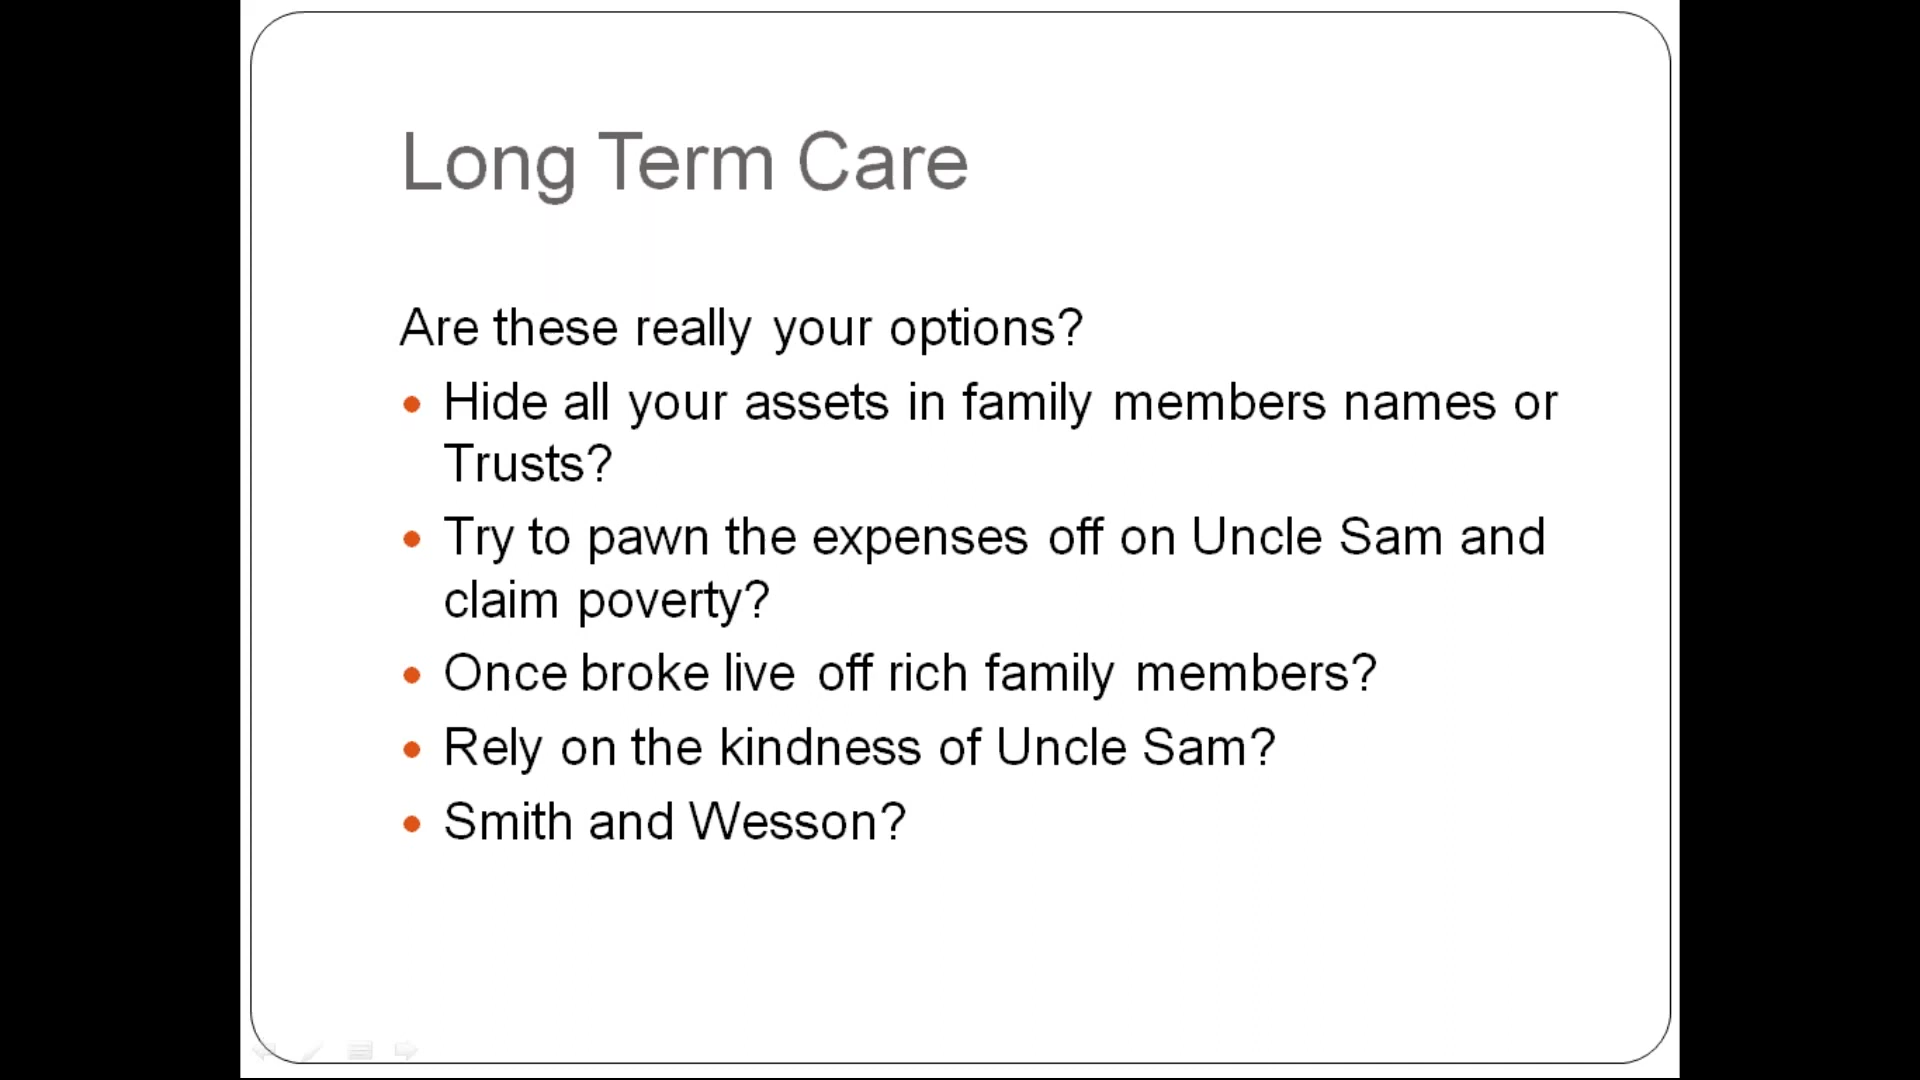 Long Term Care
Are these really your options?
• Hide all your assets in family members names or
Trusts?
• Try to pawn the expenses off on Uncle Sam and
claim poverty?
• Once broke live off rich family members?
• Rely on the kindness of Uncle Sam?
• Smith and Wesson?